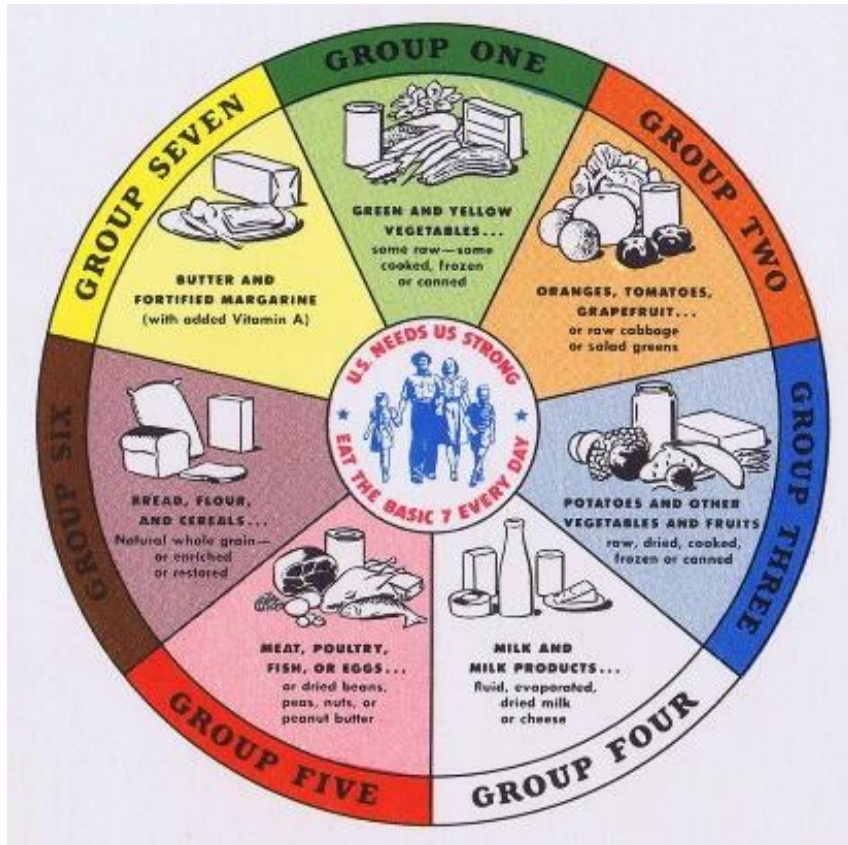 GROUP ONE
GREEN AND YELLOW
VEGETABLES...
some raw—some
cooked, frozen
or canned
GROUP TWO
ORANGES, TOMATOES,
GRAPEFRUIT...
or raw cabbage
or salad greens
GROUP THREE
POTATOES AND OTHER
VEGETABLES AND FRUITS
raw, dried, cooked,
frozen or canned
GROUP FOUR
MILK AND
MILK PRODUCTS...
fluid, evaporated,
dried milk
or cheese
GROUP FIVE
MEAT, POULTRY,
FISH, OR EGGS...
or dried beans,
peas, nuts, or
peanut butter
GROUP SIX
BREAD, FLOUR,
AND CEREALS...
Natural whole grain—
or enriched
or restored
GROUP SEVEN
BUTTER AND
FORTIFIED MARGARINE
(with added Vitamin A)
U.S. NEEDS US STRONG
EAT THE BASIC 7 EVERY DAY